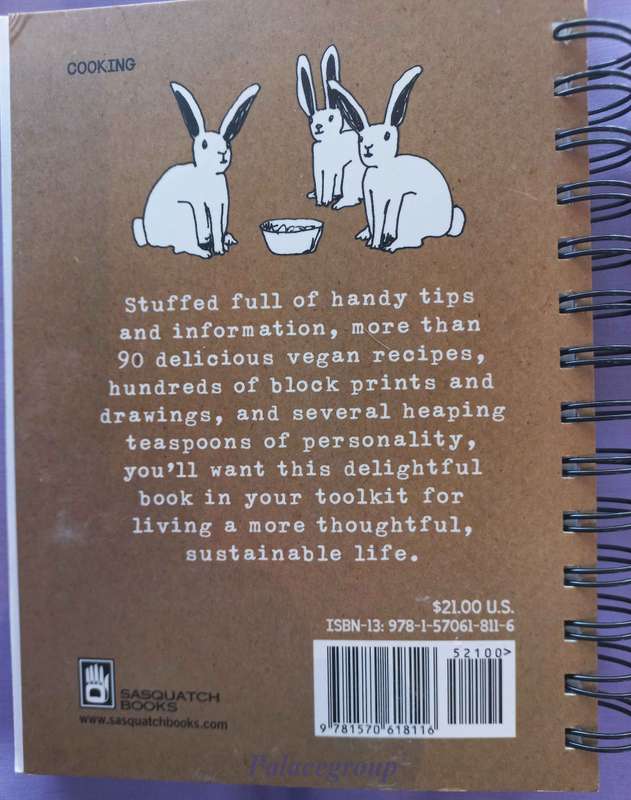 COOKING
Stuffed full of handy tips
and information, more than
90 delicious vegan recipes,
hundreds of block prints and
drawings, and several heaping
teaspoons of personality,
you'll want this delightful
book in your toolkit for
living a more thoughtful,
sustainable life.
$21.00 U.S.
ISBN-13: 978-1-57061-811-6
52100>
9 781570 618116
SASQUATCH
BOOKS
www.sasquatchbooks.com
Palacegroup